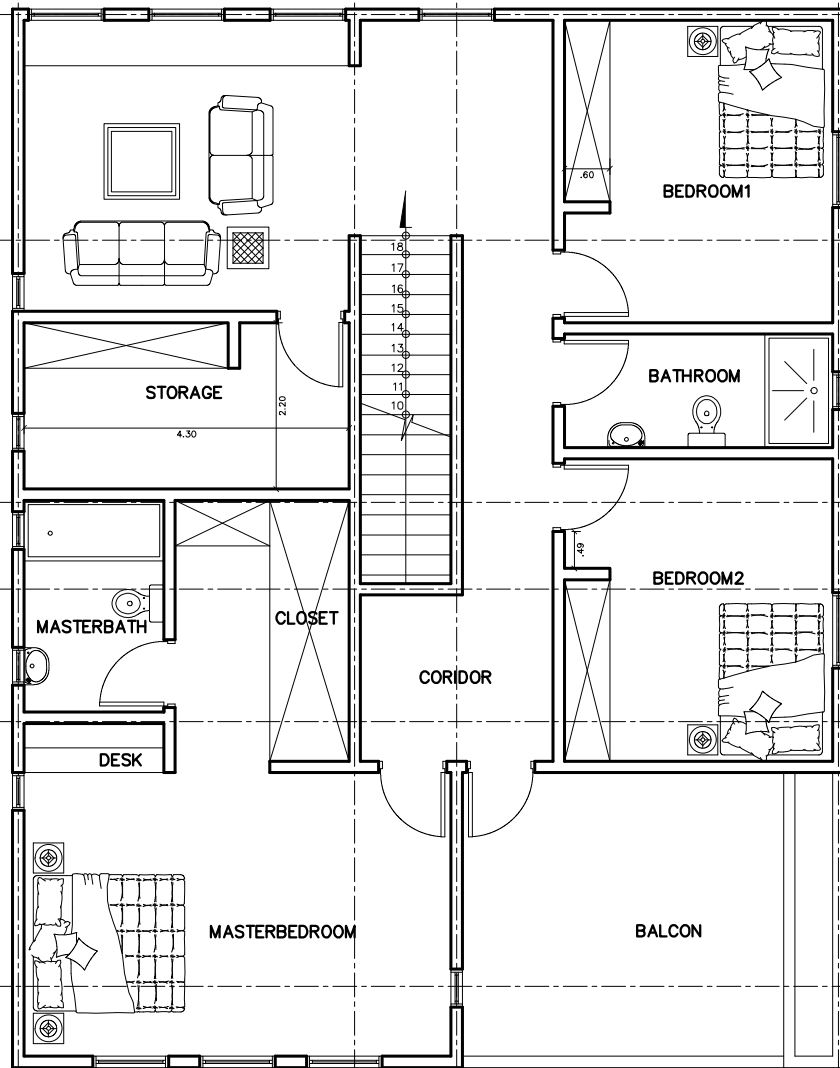 .60
BEDROOM1
18
17
16
15
14
13
12
11
10
BATHROOM
STORAGE
2.20
4.30
.49
BEDROOM2
CLOSET
MASTERBATH
CORIDOR
DESK
MASTERBEDROOM
BALCON